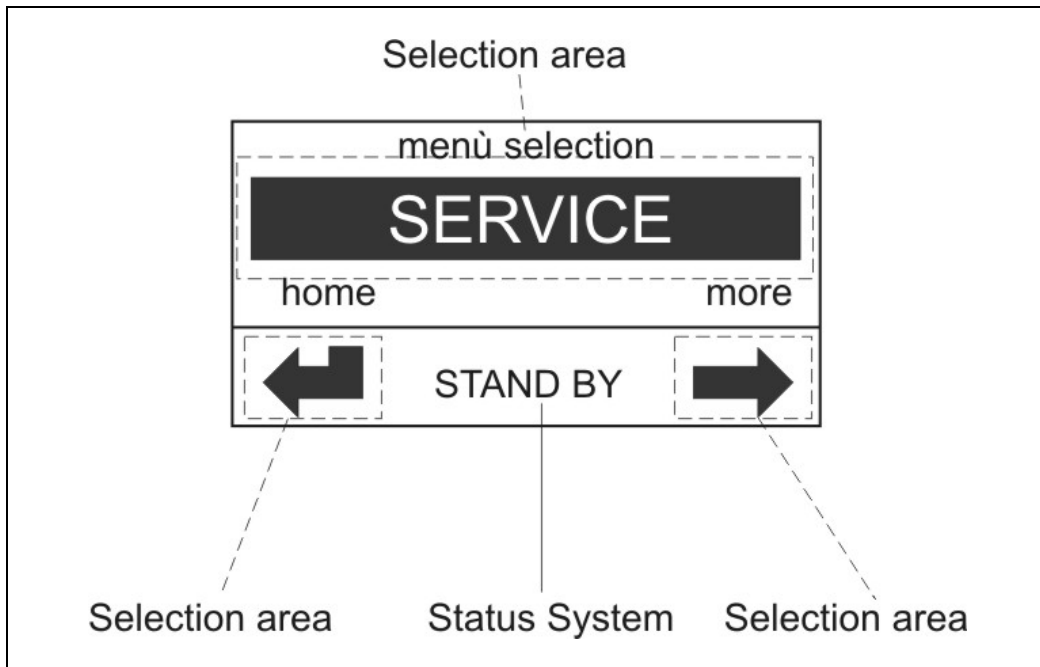 Selection area
menù selection
SERVICE
home more
STAND BY
Selection area Status System Selection area